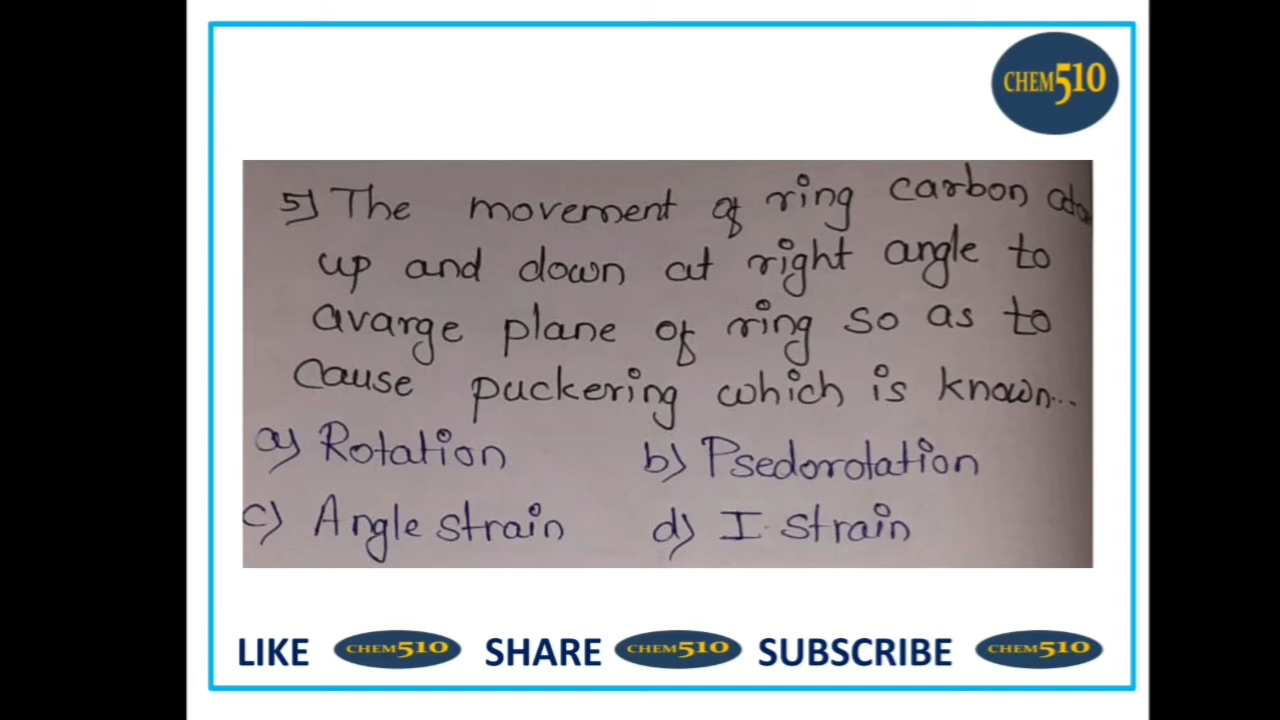 CHEM510
5) The movement of ring carbon
up and down at right angle to
avarge plane of ring so as to
cause puckering which is known...
a) Rotation b) Psedorotation
c) Angle strain d) I. strain
LIKE CHEM510 SHARE CHEM510 SUBSCRIBE CHEM510